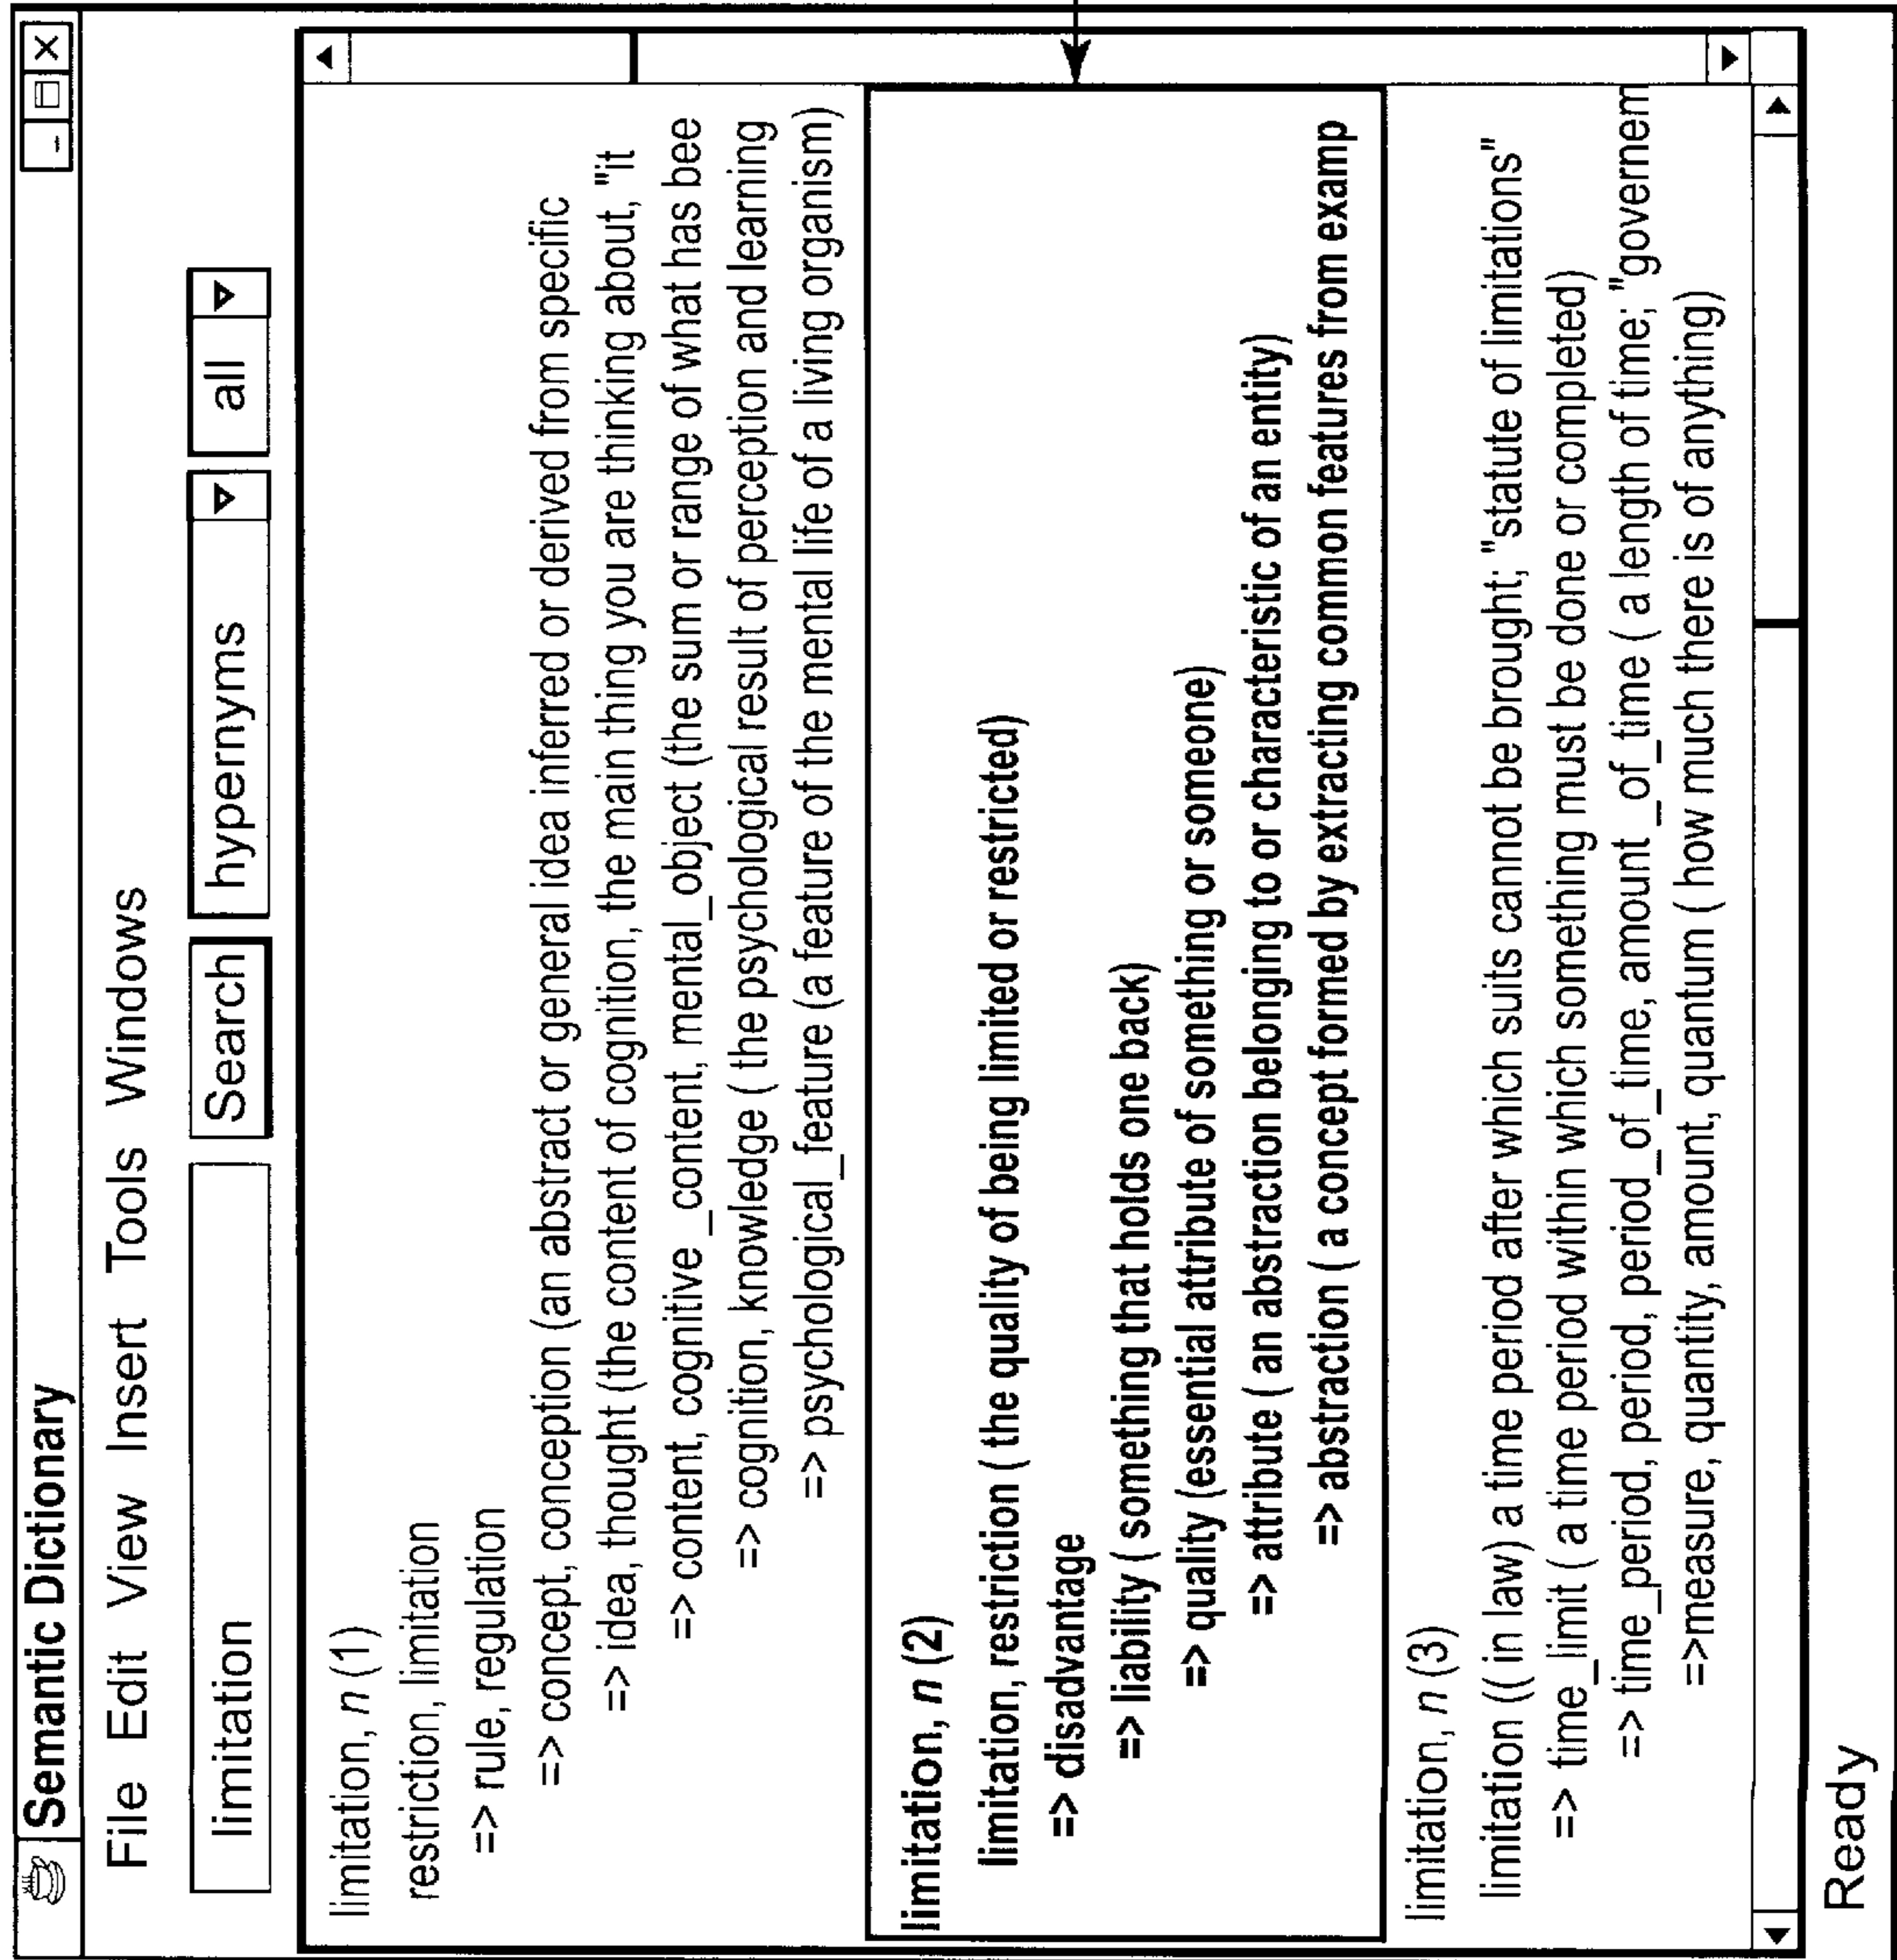 Semantic Dictionary
File Edit View Insert Tools Windows
limitation Search hypernyms all
limitation, n (1)
restriction, limitation
=> rule, regulation
=> concept, conception (an abstract or general idea inferred or derived from specific
=> idea, thought (the content of cognition, the main thing you are thinking about, "it
=> content, cognitive _content, mental_object (the sum or range of what has bee
=> cognition, knowledge ( the psychological result of perception and learning
=> psychological_feature (a feature of the mental life of a living organism)
limitation, n (2)
limitation, restriction ( the quality of being limited or restricted)
=> disadvantage
=> liability ( something that holds one back)
=> quality (essential attribute of something or someone)
=> attribute ( an abstraction belonging to or characteristic of an entity)
=> abstraction ( a concept formed by extracting common features from examp
limitation, n (3)
limitation (( in law) a time period after which suits cannot be brought; "statute of limitations"
=> time_limit ( a time period within which something must be done or completed)
=> time_period, period, period_of_time, amount _of_time ( a length of time; "governem
=>measure, quantity, amount, quantum ( how much there is of anything)
Ready